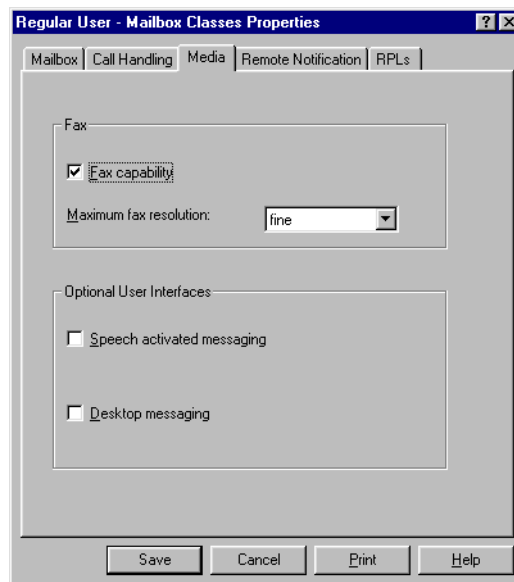 Regular User - Mailbox Classes Properties
Mailbox Call Handling Media Remote Notification RPLs
Fax
Fax capability
Maximum fax resolution: fine
Optional User Interfaces
Speech activated messaging
Desktop messaging
Save Cancel Print Help